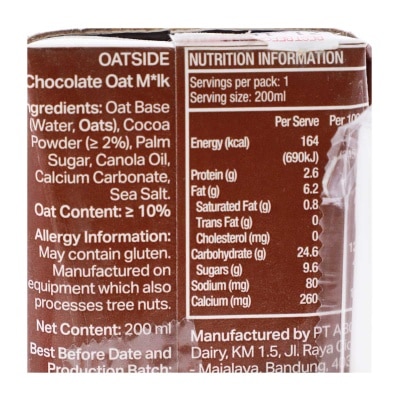 OATSIDE
Chocolate Oat M*lk
Ingredients: Oat Base
(Water, Oats), Cocoa
Powder (≥ 2%), Palm
Sugar, Canola Oil,
Calcium Carbonate,
Sea Salt.
Oat Content: ≥ 10%
Allergy Information:
May contain gluten.
Manufactured on
equipment which also
processes tree nuts.
Net Content: 200 ml
Best Before Date and
Production Batch:
NUTRITION INFORMATION
Servings per pack: 1
Serving size: 200ml
Per Serve Per
Energy (kcal) 164
(690kJ)
Protein (g) 2.6
Fat (g) 6.2
Saturated Fat (g) 0.8
Trans Fat (g) 0
Cholesterol (mg) 0
Carbohydrate (g) 24.6
Sugars (g) 9.6
Sodium (mg) 80
Calcium (mg) 260
Manufactured by PT
Dairy, KM 1.5, Jl. Raya
- Majalaya, Bandung,